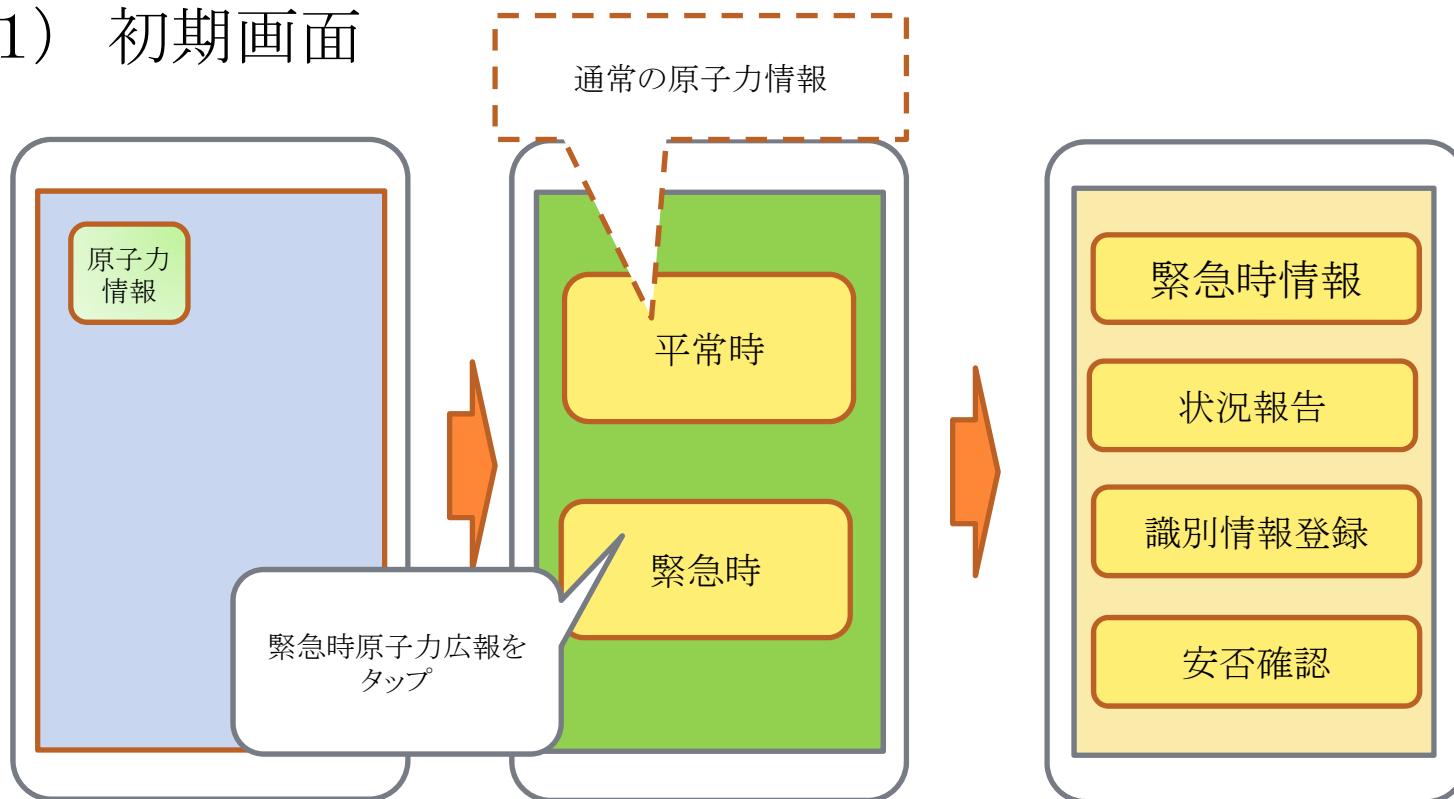 1) 初期画面
通常の原子力情報
原子力
情報
平常時
緊急時
緊急時原子力広報を
タップ
緊急時情報
状況報告
識別情報登録
安否確認